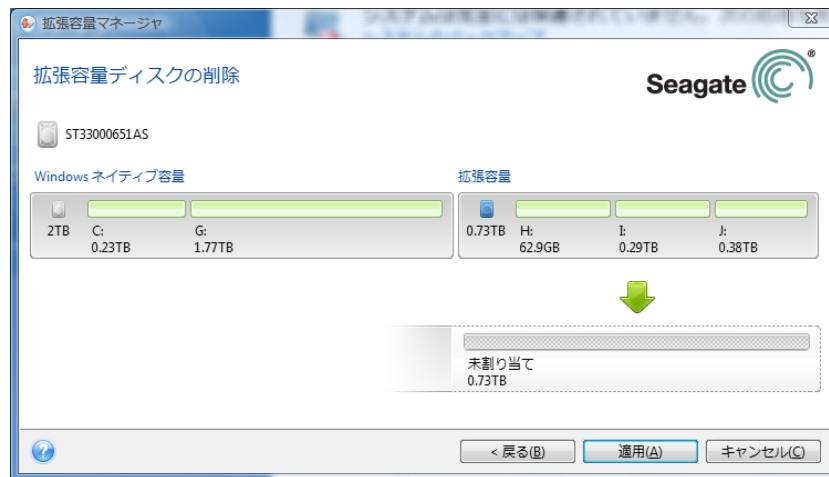 拡張容量マネージャ
拡張容量ディスクの削除
Seagate
ST33000651AS
Windows ネイティブ容量
拡張容量
2TB
C:
0.23TB
G:
1.77TB
0.73TB
H:
62.9GB
I:
0.29TB
J:
0.38TB
未割り当て
0.73TB
< 戻る(B)
適用(A)
キャンセル(C)